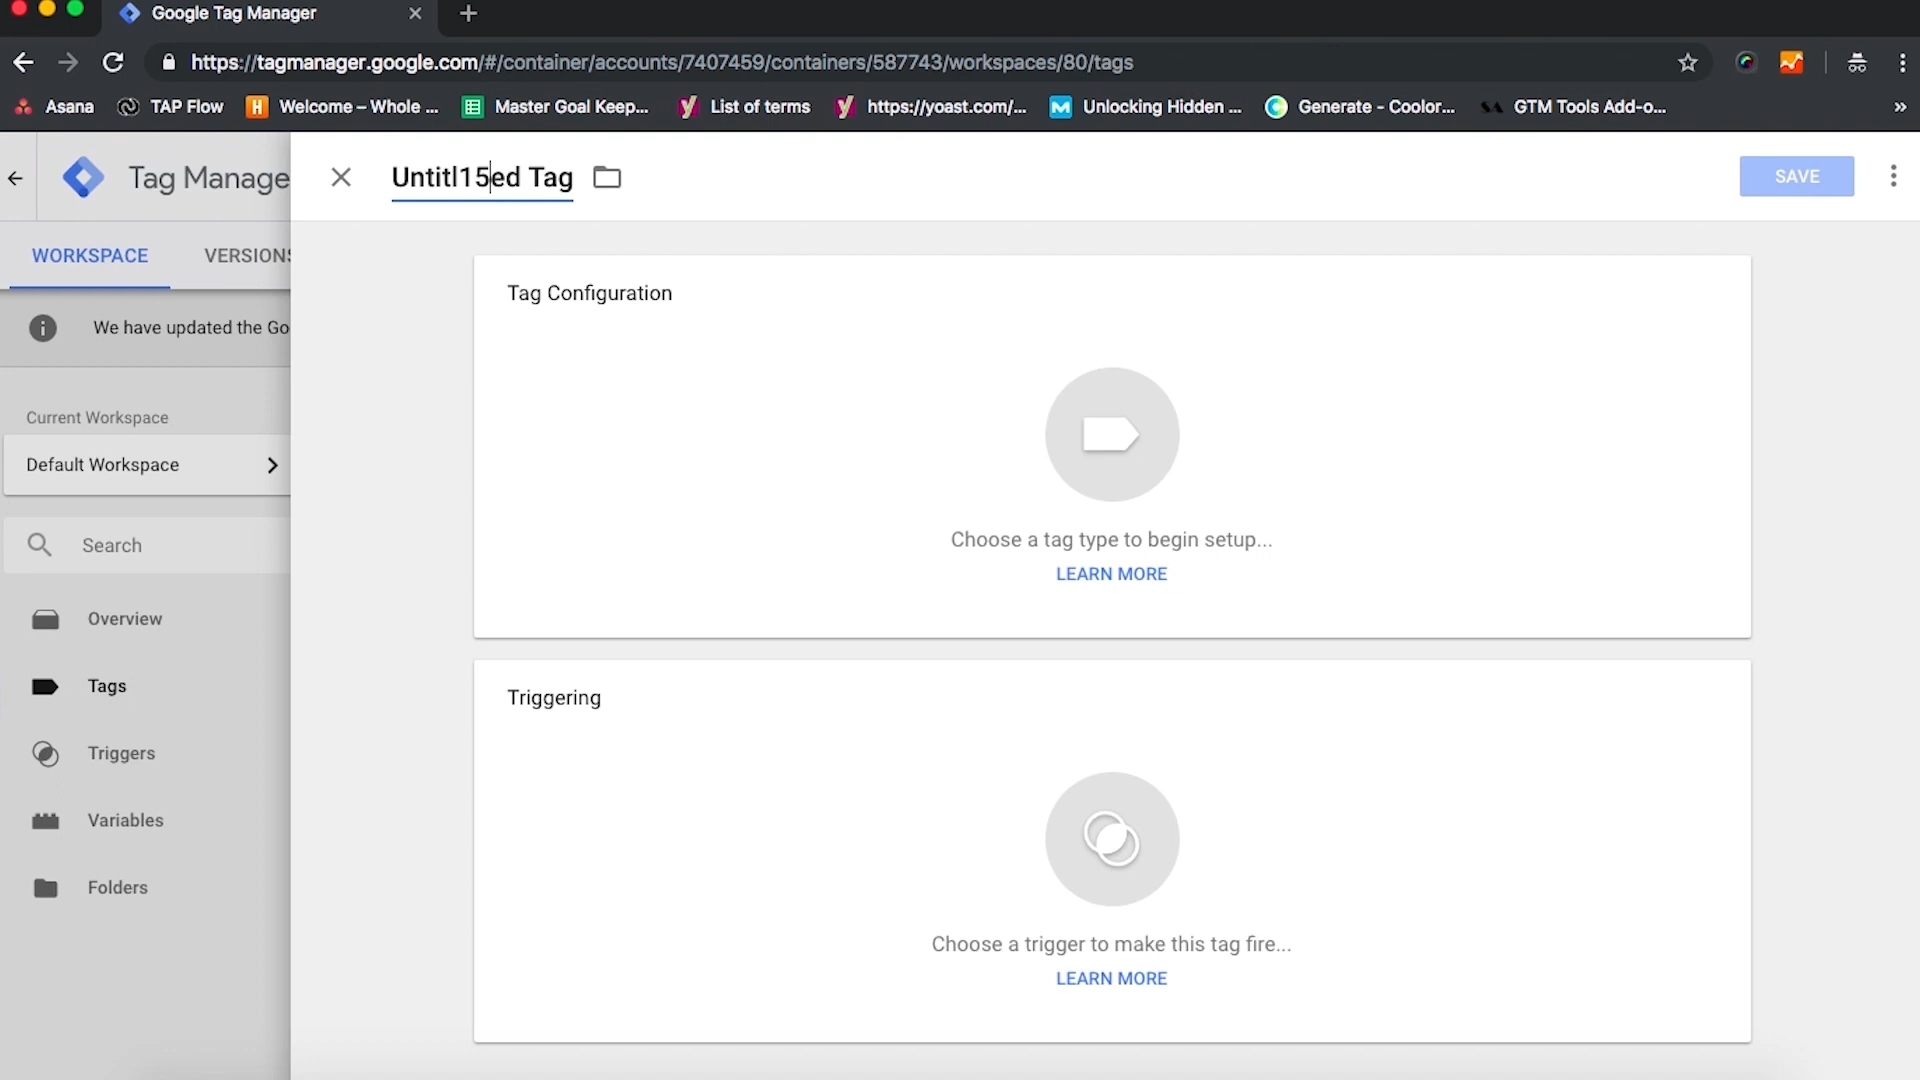 Google Tag Manager
https://tagmanager.google.com/#/container/accounts/7407459/containers/587743/workspaces/80/tags
Asana
TAP Flow
H
Welcome – Whole ...
Master Goal Keep...
y
List of terms
y
https://yoast.com/...
M
Unlocking Hidden ...
C
Generate - Coolor...
SA
GTM Tools Add-o...
»
Tag Manage
Untitl15ed Tag
SAVE
WORKSPACE
VERSIONS
We have updated the Go
Current Workspace
Default Workspace
Search
Overview
Tags
Triggers
Variables
Folders
Tag Configuration
Choose a tag type to begin setup...
LEARN MORE
Triggering
Choose a trigger to make this tag fire...
LEARN MORE